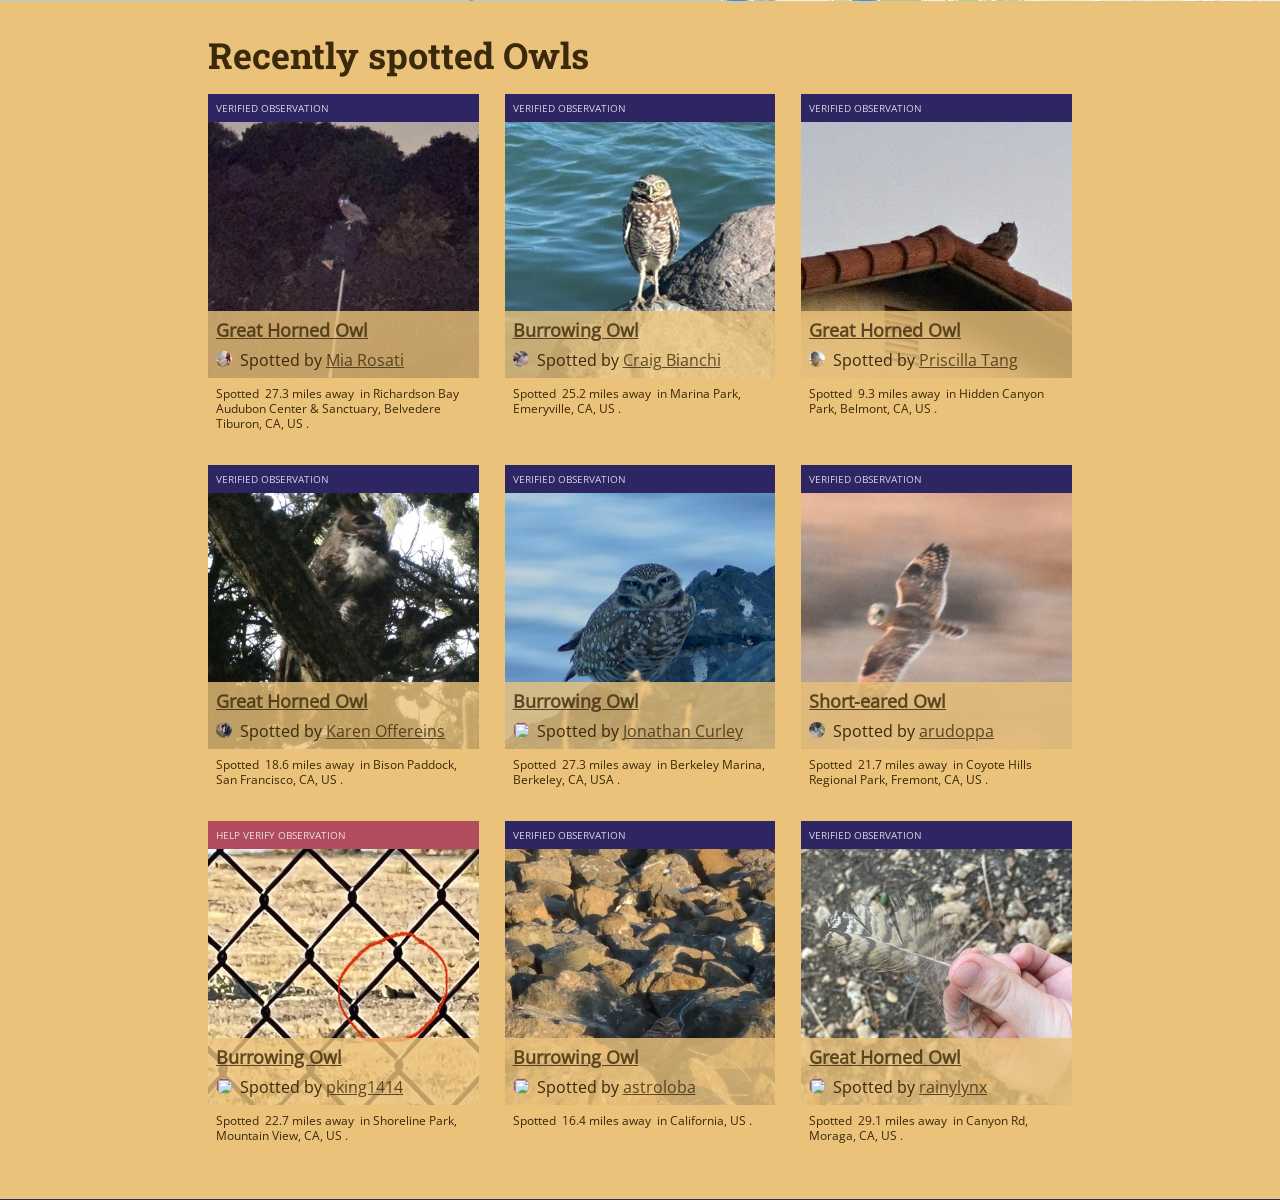 Recently spotted Owls
VERIFIED OBSERVATION
Great Horned Owl
Spotted by Mia Rosati
Spotted 27.3 miles away in Richardson Bay
Audubon Center & Sanctuary, Belvedere
Tiburon, CA, US .
VERIFIED OBSERVATION
Burrowing Owl
Spotted by Craig Bianchi
Spotted 25.2 miles away in Marina Park,
Emeryville, CA, US .
VERIFIED OBSERVATION
Great Horned Owl
Spotted by Priscilla Tang
Spotted 9.3 miles away in Hidden Canyon
Park, Belmont, CA, US .
VERIFIED OBSERVATION
Great Horned Owl
Spotted by Karen Offereins
Spotted 18.6 miles away in Bison Paddock,
San Francisco, CA, US .
VERIFIED OBSERVATION
Burrowing Owl
Spotted by Jonathan Curley
Spotted 27.3 miles away in Berkeley Marina,
Berkeley, CA, USA .
VERIFIED OBSERVATION
Short-eared Owl
Spotted by arudoppa
Spotted 21.7 miles away in Coyote Hills
Regional Park, Fremont, CA, US .
HELP VERIFY OBSERVATION
Burrowing Owl
Spotted by pking1414
Spotted 22.7 miles away in Shoreline Park,
Mountain View, CA, US .
VERIFIED OBSERVATION
Burrowing Owl
Spotted by astroloba
Spotted 16.4 miles away in California, US .
VERIFIED OBSERVATION
Great Horned Owl
Spotted by rainylynx
Spotted 29.1 miles away in Canyon Rd,
Moraga, CA, US .